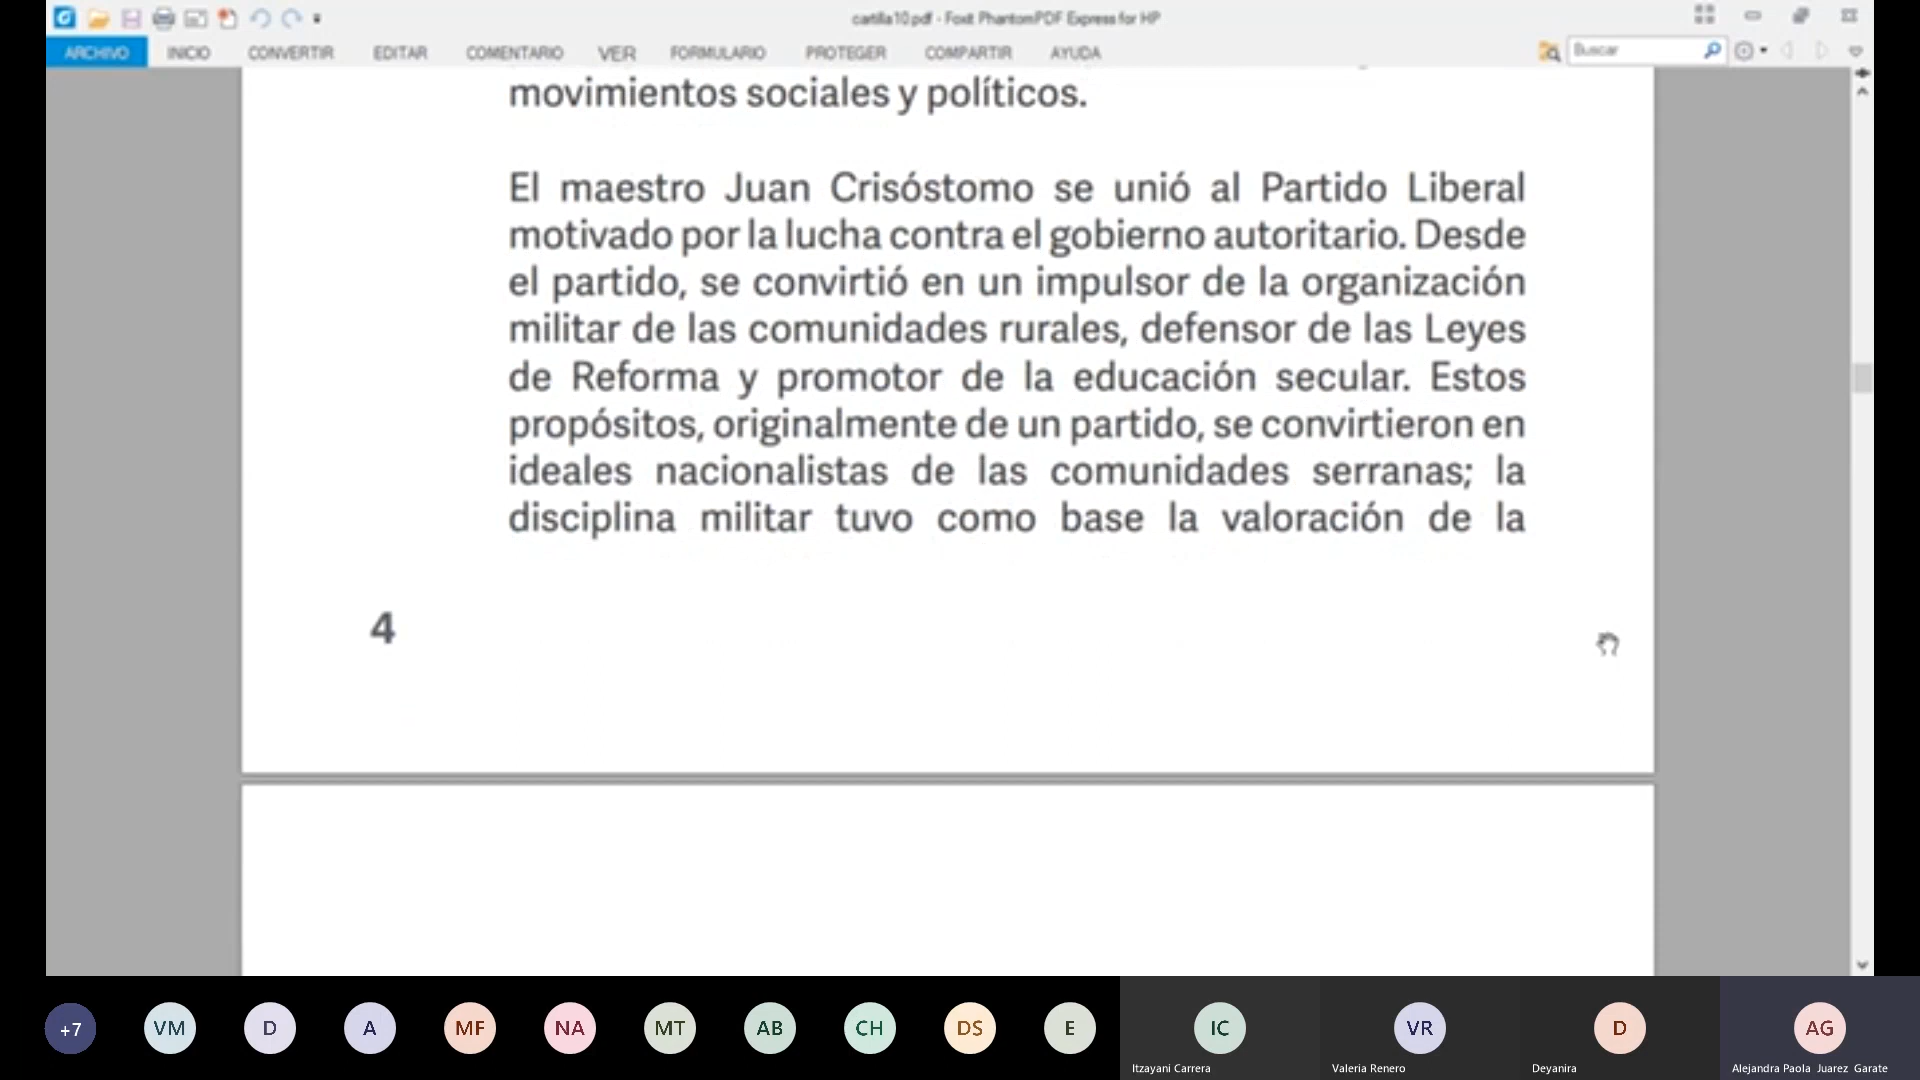 cartilla10.pdf - Foxit PhantomPDF Express for HP
ARCHIVO INICIO CONVERTIR EDITAR COMENTARIO VER FORMULARIO PROTEGER COMPARTIR AYUDA Buscar
movimientos sociales y políticos.
El maestro Juan Crisóstomo se unió al Partido Liberal
motivado por la lucha contra el gobierno autoritario. Desde
el partido, se convirtió en un impulsor de la organización
militar de las comunidades rurales, defensor de las Leyes
de Reforma y promotor de la educación secular. Estos
propósitos, originalmente de un partido, se convirtieron en
ideales nacionalistas de las comunidades serranas; la
disciplina militar tuvo como base la valoración de la
4
+7 VM D A MF NA MT AB CH DS E IC VR D AG
Itzayani Carrera Valeria Renero Deyanira Alejandra Paola Juarez Garate